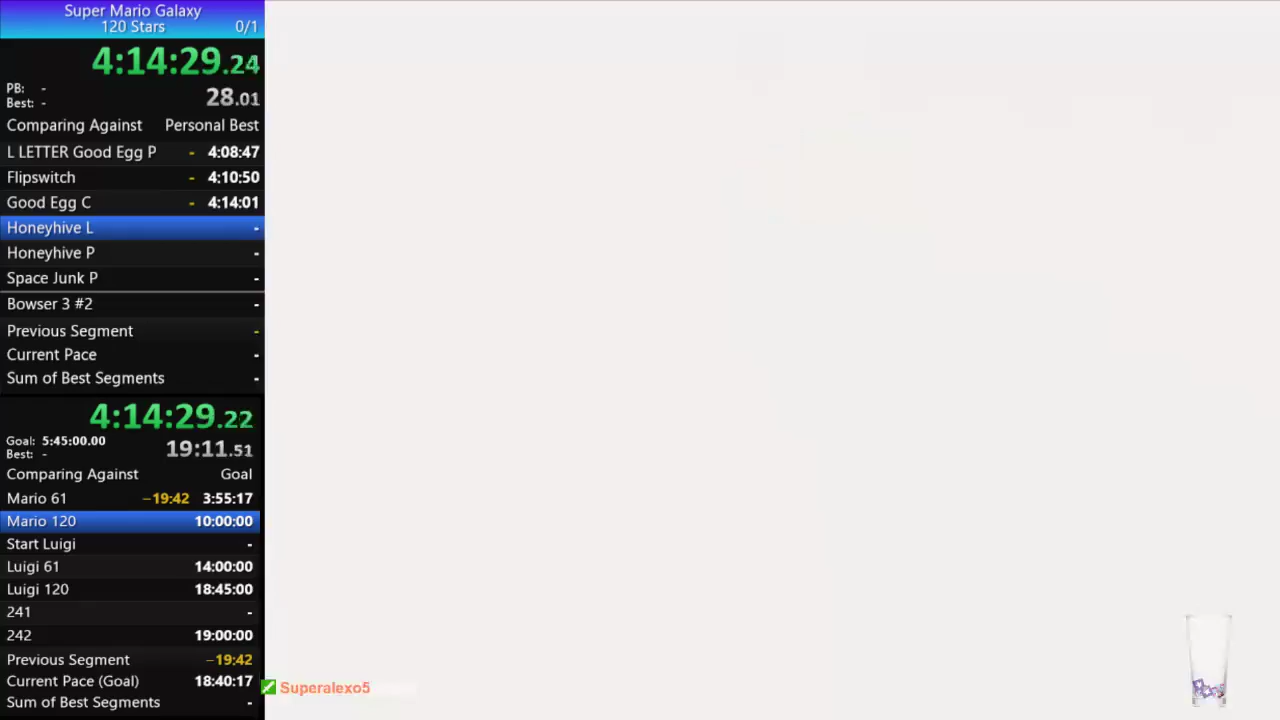 Super Mario Galaxy
120 Stars 0/1
4:14:29.24
PB: -
Best: - 28.01
Comparing Against Personal Best
L LETTER Good Egg P - 4:08:47
Flipswitch - 4:10:50
Good Egg C - 4:14:01
Honeyhive L -
Honeyhive P -
Space Junk P -
Bowser 3 #2 -
Previous Segment -
Current Pace -
Sum of Best Segments -
4:14:29.22
Goal: 5:45:00.00
Best: - 19:11.51
Comparing Against Goal
Mario 61 −19:42 3:55:17
Mario 120 10:00:00
Start Luigi -
Luigi 61 14:00:00
Luigi 120 18:45:00
241 -
242 19:00:00
Previous Segment −19:42
Current Pace (Goal) 18:40:17
Sum of Best Segments -
Superalexo5